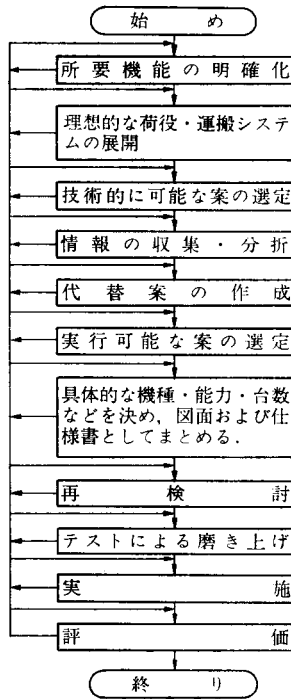 始め
所要機能の明確化
理想的な荷役・運搬システ
ムの展開
技術的に可能な案の選定
情報の収集・分折
代替案の作成
実行可能な案の選定
具体的な機種・能力・台数
などを決め，図面および仕
様書としてまとめる．
再検討
テストによる磨き上げ
実施
評価
終り